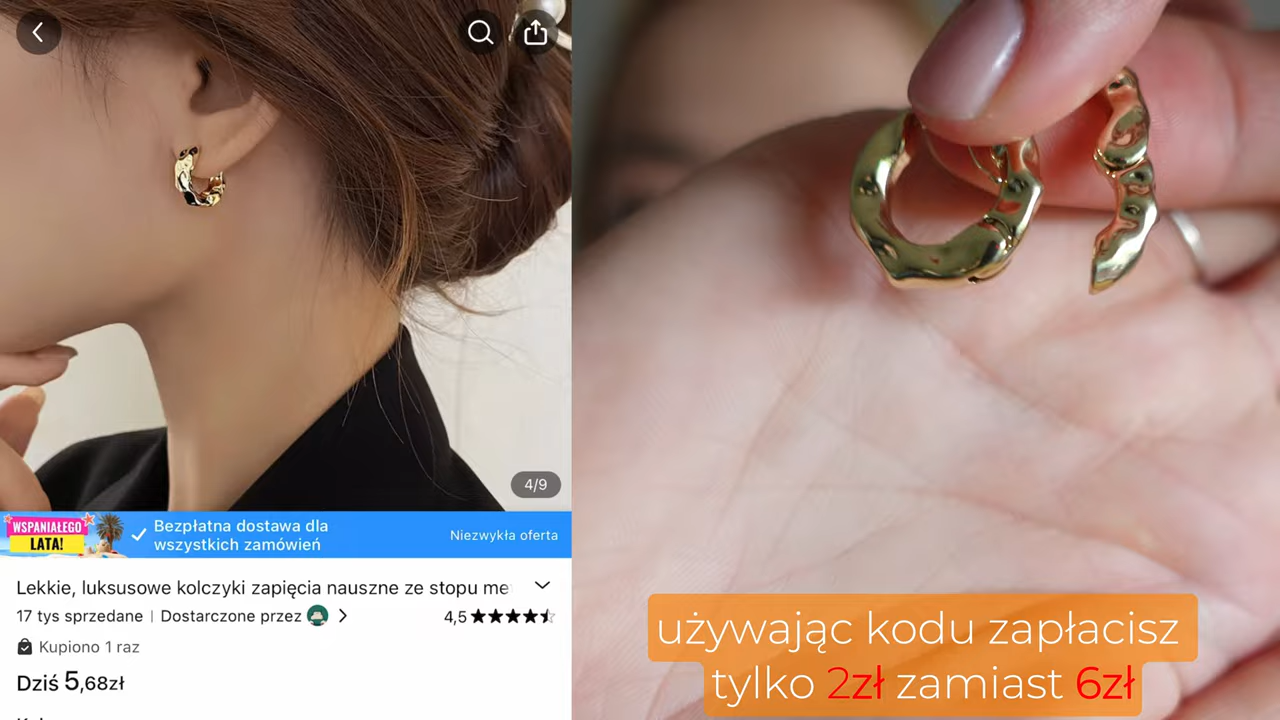 4/9
WSPANIAŁEGO
LATA!
Bezpłatna dostawa dla
wszystkich zamówień
Niezwykła oferta
Lekkie, luksusowe kolczyki zapięcia nauszne ze stopu me
17 tys sprzedane | Dostarczone przez
4,5
Kupiono 1 raz
Dziś 5,68zł
używając kodu zapłacisz
tylko 2zł zamiast 6zł